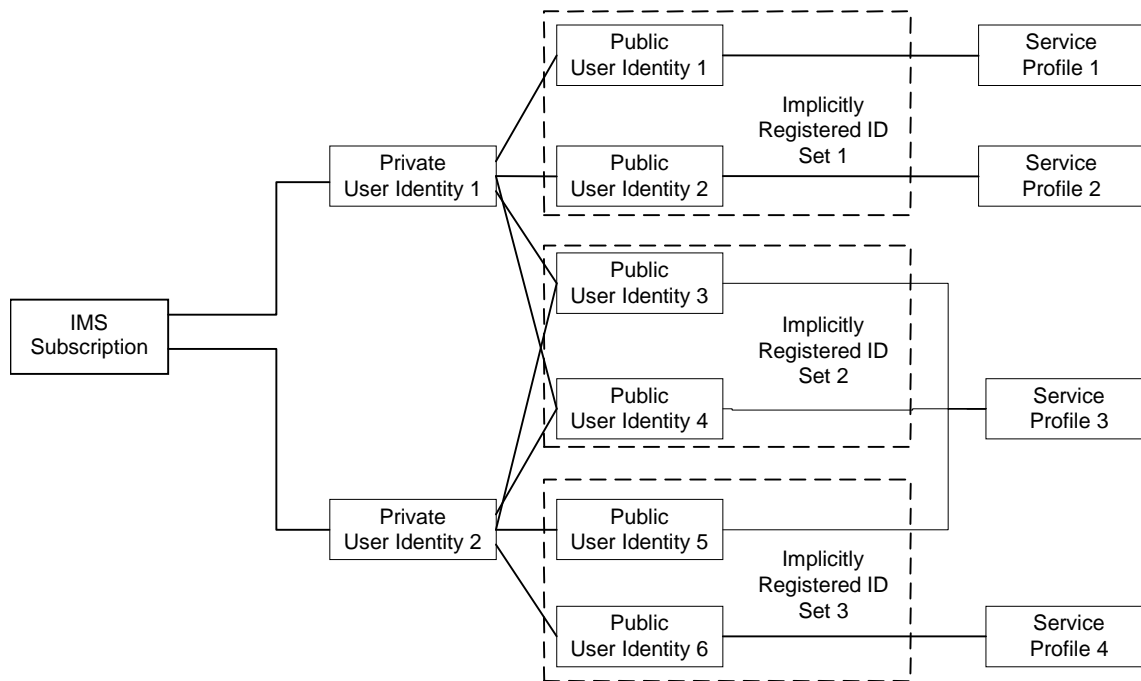 IMS
Subscription
Private
User Identity 1
Private
User Identity 2
Public
User Identity 1
Public
User Identity 2
Implicitly
Registered ID
Set 1
Public
User Identity 3
Public
User Identity 4
Implicitly
Registered ID
Set 2
Public
User Identity 5
Public
User Identity 6
Implicitly
Registered ID
Set 3
Service
Profile 1
Service
Profile 2
Service
Profile 3
Service
Profile 4